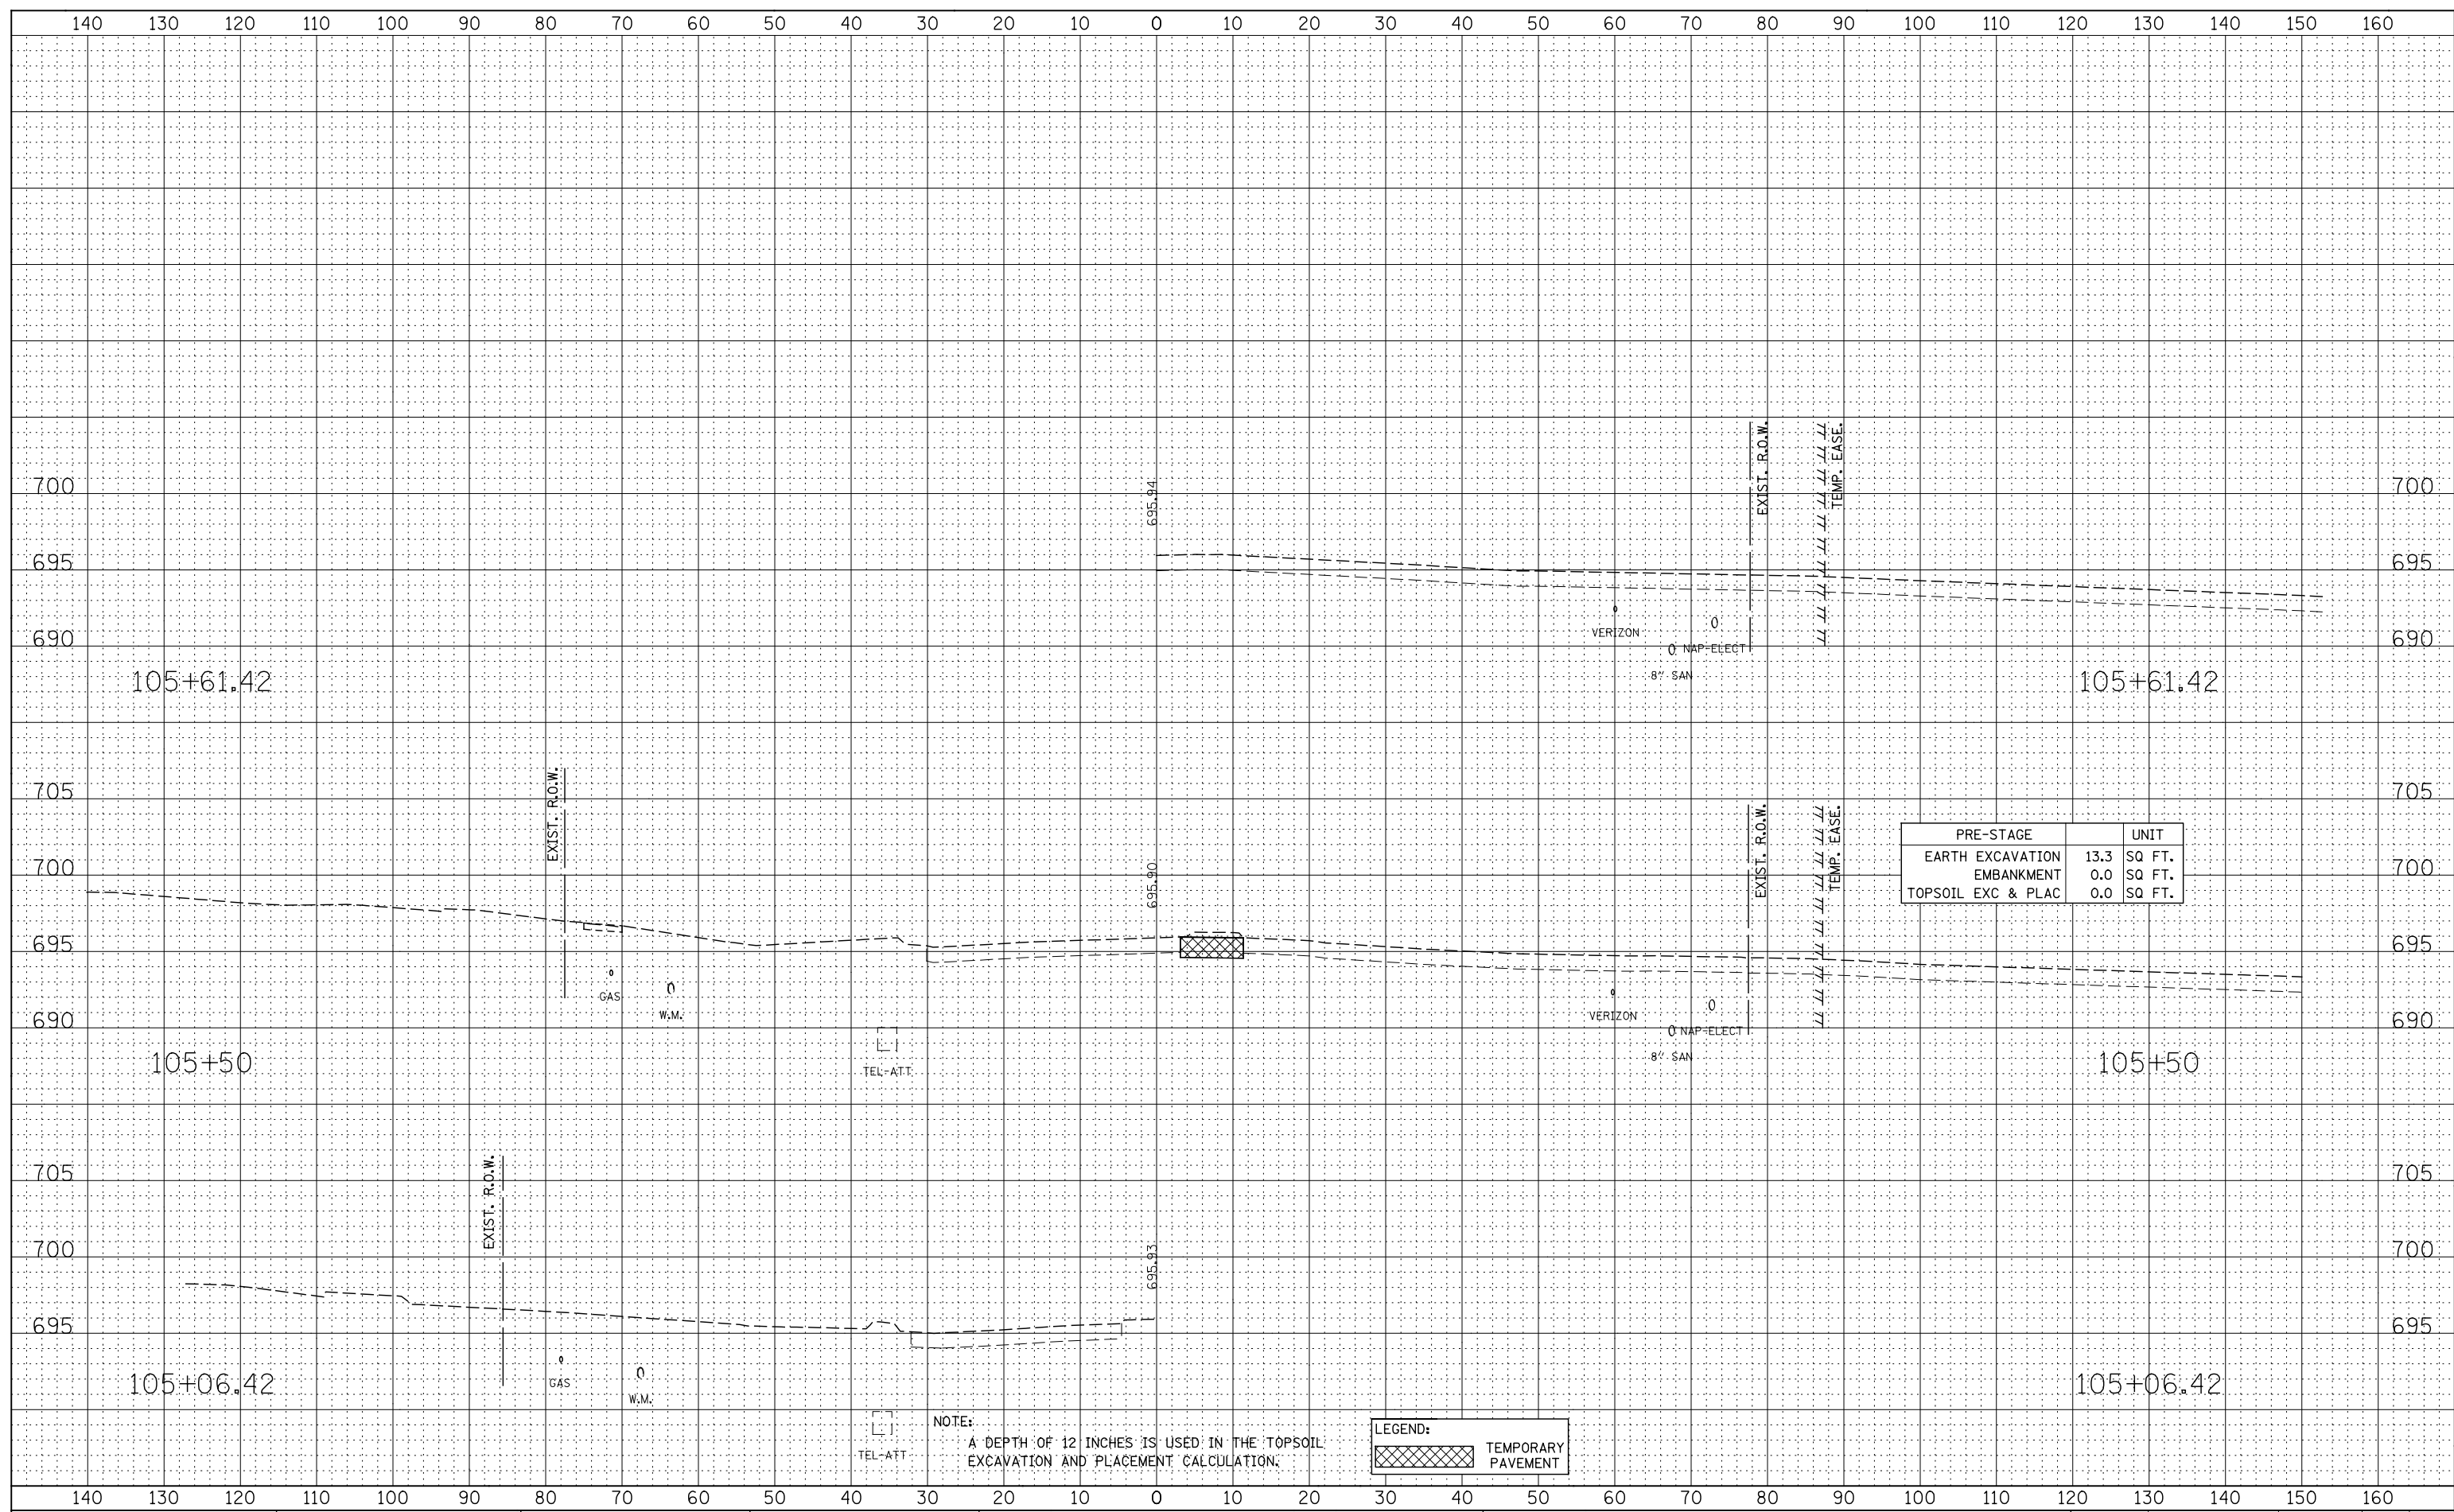 140 130 120 110 100 90 80 70 60 50 40 30 20 10 0 10 20 30 40 50 60 70 80 90 100 110 120 130 140 150 160
EXIST. R.O.W.
TEMP. EASE.
700 695.94 700
695 695
VERIZON
690 NAP-ELECT 690
8" SAN
105+61.42 105+61.42
EXIST. R.O.W.
EXIST. R.O.W.
TEMP. EASE.
705 705
PRE-STAGE UNIT
EARTH EXCAVATION 13.3 SQ FT.
EMBANKMENT 0.0 SQ FT.
TOPSOIL EXC & PLAC 0.0 SQ FT.
700 695.90 700
695 695
GAS
W.M.
VERIZON
690 NAP-ELECT 690
8" SAN
TEL-ATT
105+50 105+50
EXIST. R.O.W.
705 705
700 695.93 700
695 695
GAS
W.M.
105+06.42 105+06.42
TEL-ATT
NOTE:
A DEPTH OF 12 INCHES IS USED IN THE TOPSOIL
EXCAVATION AND PLACEMENT CALCULATION.
LEGEND:
TEMPORARY
PAVEMENT
140 130 120 110 100 90 80 70 60 50 40 30 20 10 0 10 20 30 40 50 60 70 80 90 100 110 120 130 140 150 160